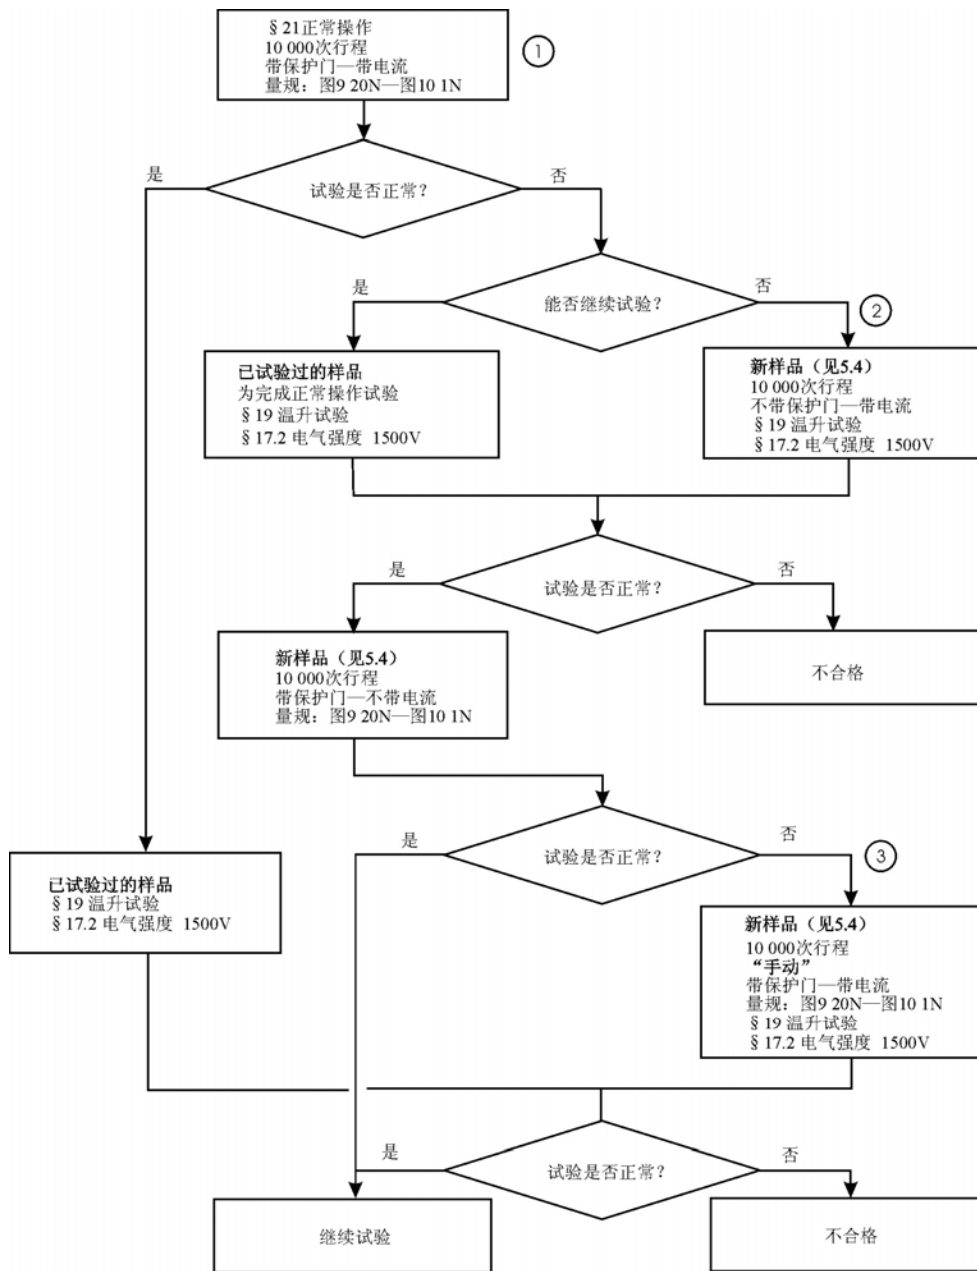 § 21正常操作
10 000次行程
带保护门—带电流
量规：图9 20N—图10 1N
①
是
试验是否正常？
否
是
能否继续试验？
否
②
已试验过的样品
为完成正常操作试验
§ 19 温升试验
§ 17.2 电气强度 1500V
新样品（见5.4）
10 000次行程
不带保护门—带电流
§ 19 温升试验
§ 17.2 电气强度 1500V
是
试验是否正常？
否
新样品（见5.4）
10 000次行程
带保护门—不带电流
量规：图9 20N—图10 1N
不合格
是
试验是否正常？
否
③
已试验过的样品
§ 19 温升试验
§ 17.2 电气强度 1500V
新样品（见5.4）
10 000次行程
“手动”
带保护门—带电流
量规：图9 20N—图10 1N
§ 19 温升试验
§ 17.2 电气强度 1500V
是
试验是否正常？
否
继续试验
不合格